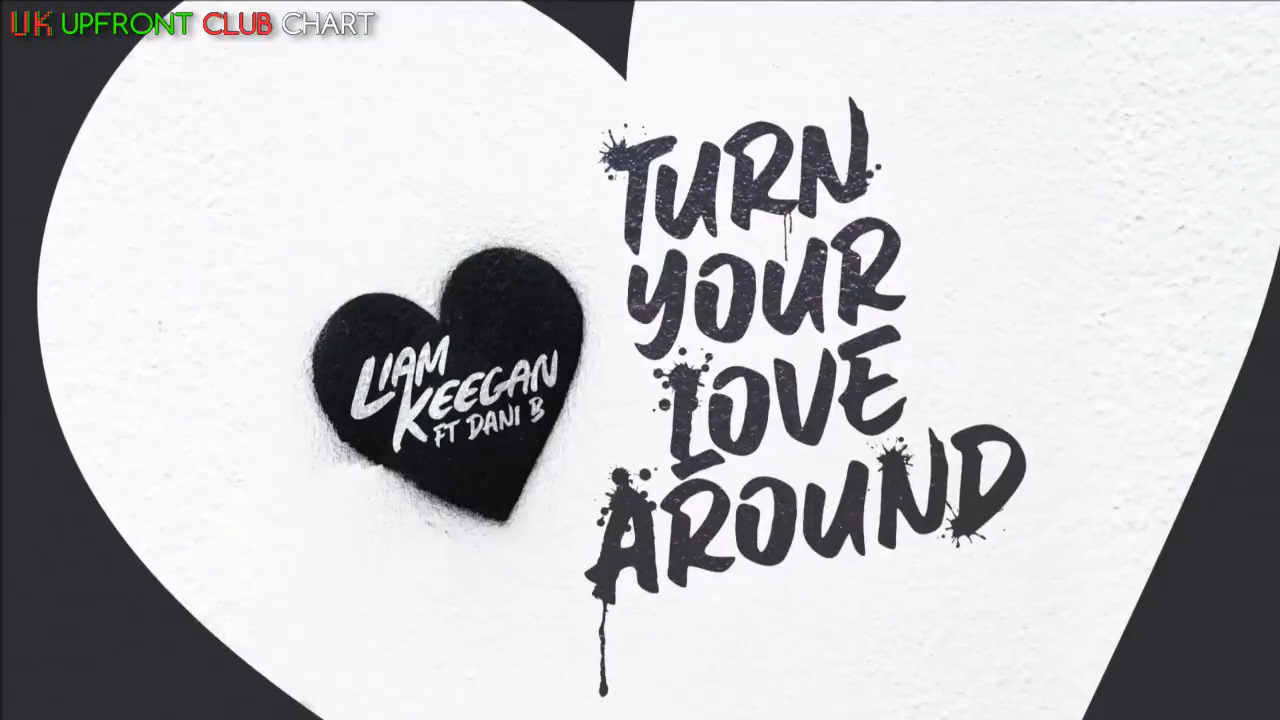 UK UPFRONT CLUB CHART
TURN
YOUR
LOVE
AROUND
LIAM
KEEGAN
FT DANI B